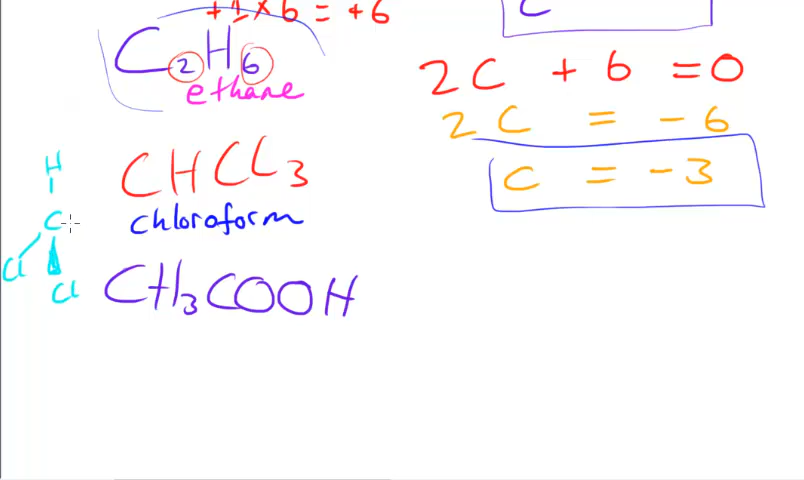 +1 × 6 = +6
C
C2H6
ethane
2C + 6 = 0
2C = -6
C = -3
CHCl3
chloroform
H
C
Cl
Cl
CH3COOH